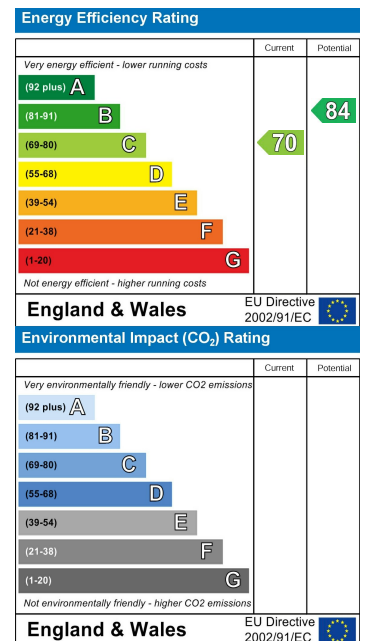 Energy Efficiency Rating
Current Potential
Very energy efficient - lower running costs
(92 plus) A
(81-91) B
84
(69-80) C
70
(55-68) D
(39-54) E
(21-38) F
(1-20) G
Not energy efficient - higher running costs
England & Wales
EU Directive
2002/91/EC
Environmental Impact (CO₂) Rating
Current Potential
Very environmentally friendly - lower CO2 emissions
(92 plus) A
(81-91) B
(69-80) C
(55-68) D
(39-54) E
(21-38) F
(1-20) G
Not environmentally friendly - higher CO2 emissions
England & Wales
EU Directive
2002/91/EC